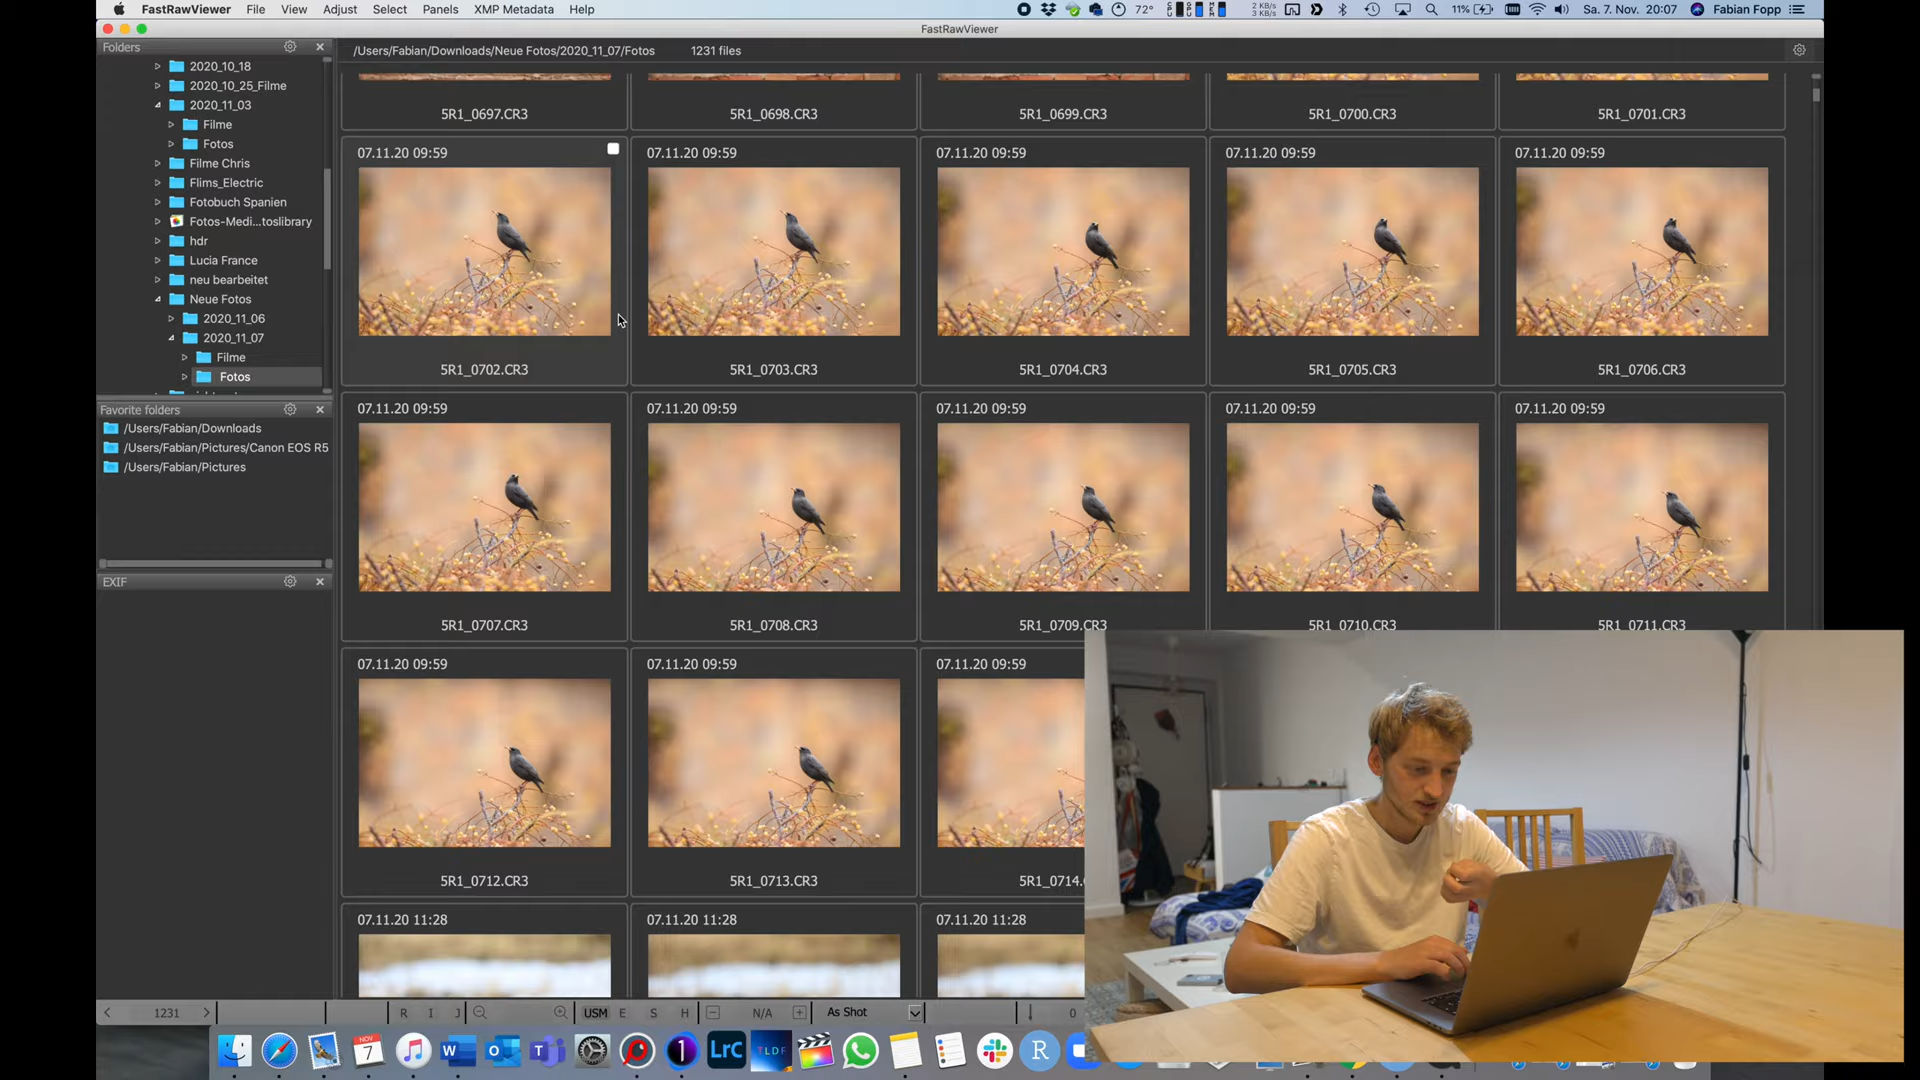 FastRawViewer File View Adjust Select Panels XMP Metadata Help 72° 2 KB/s 3 KB/s 11% Sa. 7. Nov. 20:07 Fabian Fopp
FastRawViewer
Folders
/Users/Fabian/Downloads/Neue Fotos/2020_11_07/Fotos 1231 files
2020_10_18
2020_10_25_Filme
2020_11_03
Filme
Fotos
Filme Chris
Flims_Electric
Fotobuch Spanien
Fotos-Medi...toslibrary
hdr
Lucia France
neu bearbeitet
Neue Fotos
2020_11_06
2020_11_07
Filme
Fotos
Favorite folders
/Users/Fabian/Downloads
/Users/Fabian/Pictures/Canon EOS R5
/Users/Fabian/Pictures
EXIF
5R1_0697.CR3 5R1_0698.CR3 5R1_0699.CR3 5R1_0700.CR3 5R1_0701.CR3
07.11.20 09:59 07.11.20 09:59 07.11.20 09:59 07.11.20 09:59 07.11.20 09:59
5R1_0702.CR3 5R1_0703.CR3 5R1_0704.CR3 5R1_0705.CR3 5R1_0706.CR3
07.11.20 09:59 07.11.20 09:59 07.11.20 09:59 07.11.20 09:59 07.11.20 09:59
5R1_0707.CR3 5R1_0708.CR3 5R1_0709.CR3 5R1_0710.CR3 5R1_0711.CR3
07.11.20 09:59 07.11.20 09:59 07.11.20 09:59
5R1_0712.CR3 5R1_0713.CR3 5R1_0714.
07.11.20 11:28 07.11.20 11:28 07.11.20 11:28
1231 R I J USM E S H N/A As Shot 0
NOV 7 W T LrC TLDF R